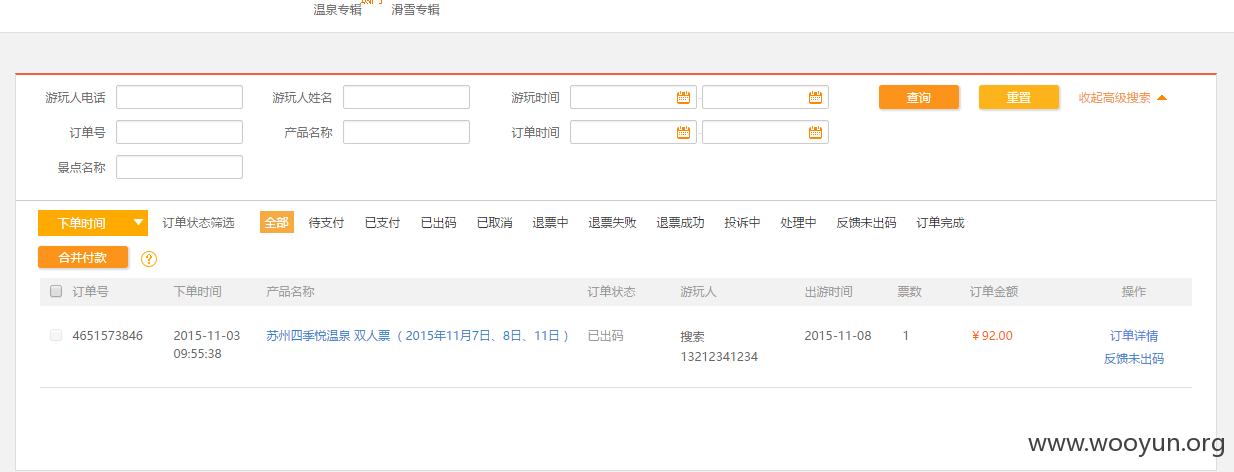 温泉专辑 滑雪专辑
游玩人电话 游玩人姓名 游玩时间 - 查询 重置 收起高级搜索
订单号 产品名称 订单时间 -
景点名称
下单时间 订单状态筛选 全部 待支付 已支付 已出码 已取消 退票中 退票失败 退票成功 投诉中 处理中 反馈未出码 订单完成
合并付款 ?
订单号 下单时间 产品名称 订单状态 游玩人 出游时间 票数 订单金额 操作
4651573846 2015-11-03 苏州四季悦温泉 双人票（2015年11月7日、8日、11日） 已出码 搜索 2015-11-08 1 ¥92.00 订单详情
09:55:38 13212341234 反馈未出码
www.wooyun.org